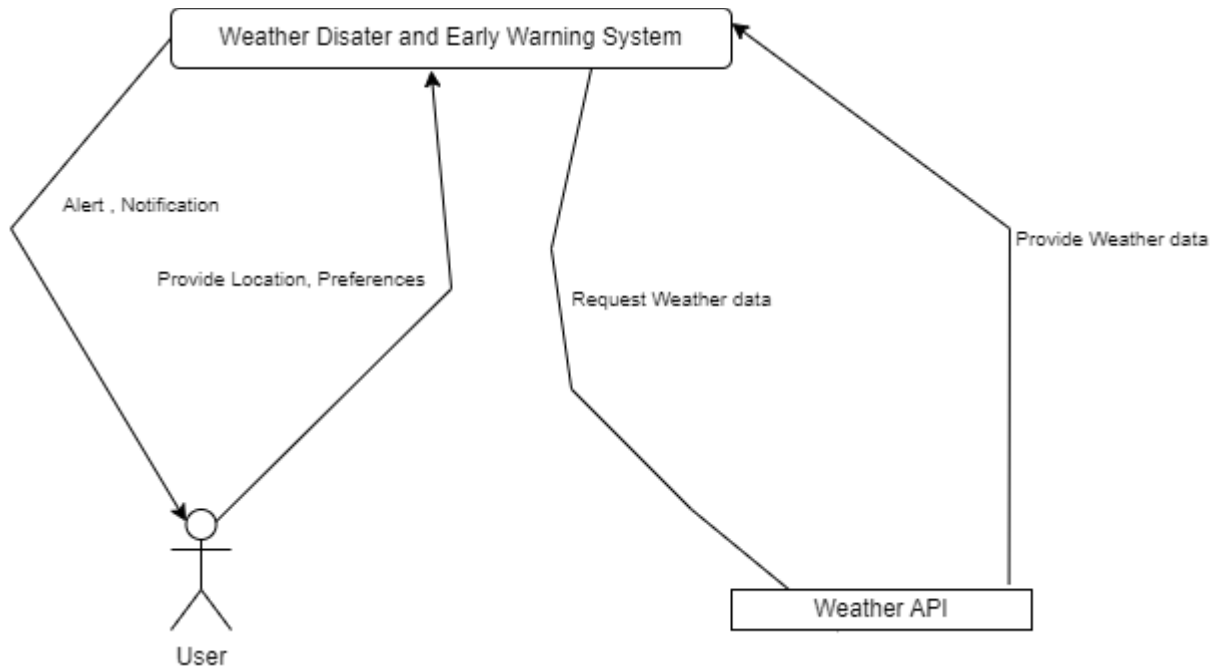 Weather Disater and Early Warning System
Alert , Notification
Provide Weather data
Provide Location, Preferences
Request Weather data
Weather API
User